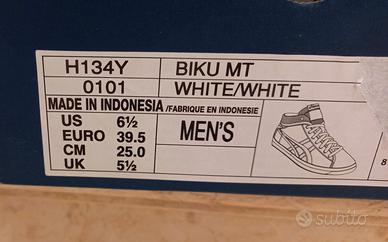 H134Y BIKU MT
0101 WHITE/WHITE
MADE IN INDONESIA /FABRIQUE EN INDONESIE
US 6½
EURO 39.5
CM 25.0
UK 5½
MEN'S
8
subito